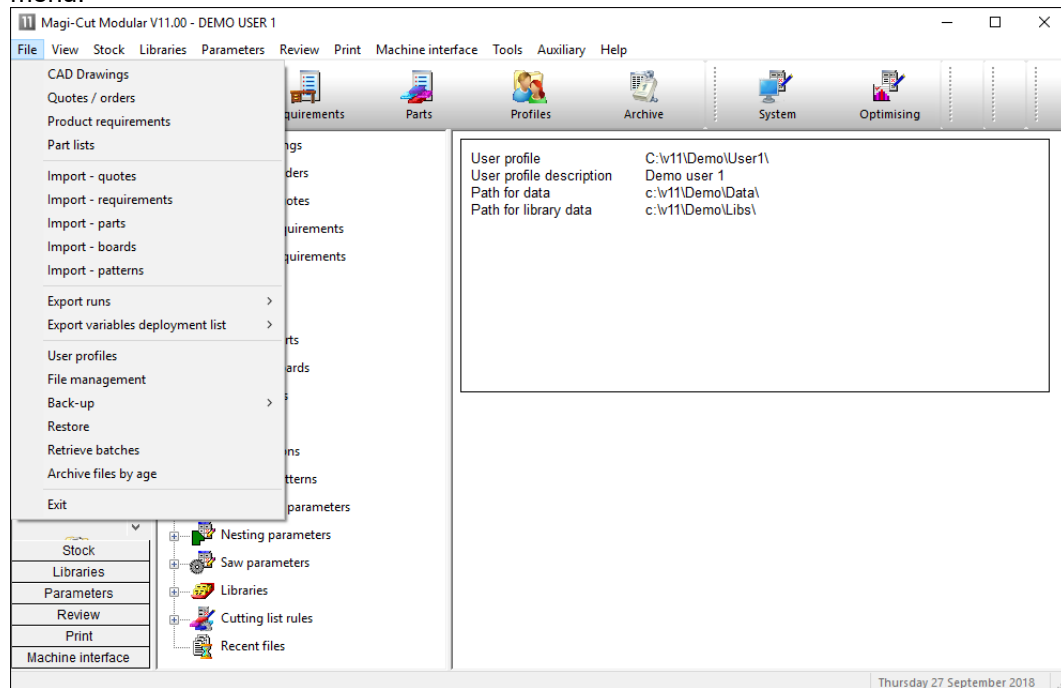 menu.
Magi-Cut Modular V11.00 - DEMO USER 1
File View Stock Libraries Parameters Review Print Machine interface Tools Auxiliary Help
CAD Drawings
Quotes / orders
Product requirements
Part lists
Import - quotes
Import - requirements
Import - parts
Import - boards
Import - patterns
Export runs
Export variables deployment list
User profiles
File management
Back-up
Restore
Retrieve batches
Archive files by age
Exit
quirements Parts Profiles Archive System Optimising
ngs
ders
otes
quirements
quirements
rts
ards
s
ons
tterns
parameters
Nesting parameters
Saw parameters
Libraries
Cutting list rules
Recent files
Stock
Libraries
Parameters
Review
Print
Machine interface
User profile C:\v11\Demo\User1\
User profile description Demo user 1
Path for data c:\v11\Demo\Data\
Path for library data c:\v11\Demo\Libs\
Thursday 27 September 2018